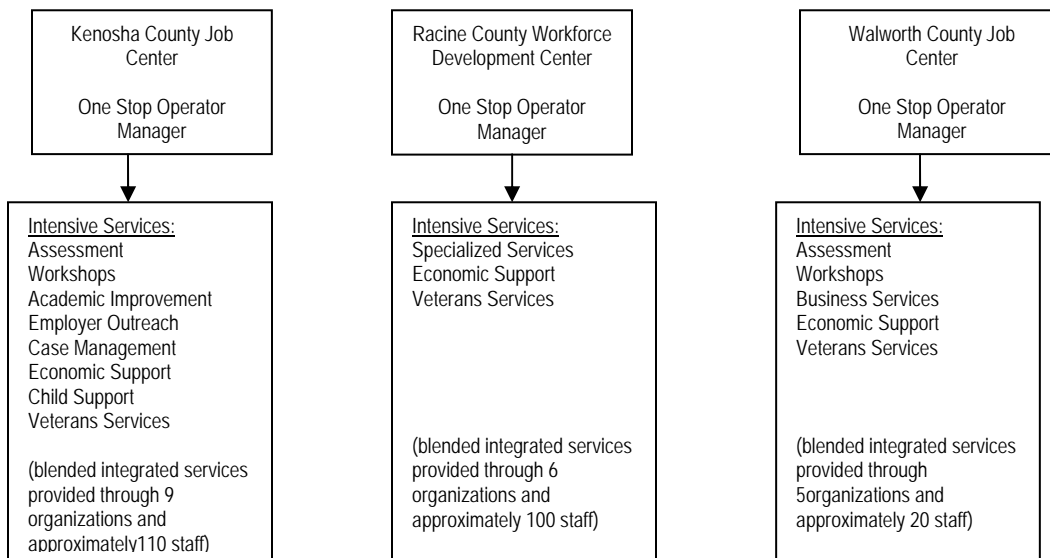 Kenosha County Job
Center
One Stop Operator
Manager
Racine County Workforce
Development Center
One Stop Operator
Manager
Walworth County Job
Center
One Stop Operator
Manager
Intensive Services:
Assessment
Workshops
Academic Improvement
Employer Outreach
Case Management
Economic Support
Child Support
Veterans Services
(blended integrated services
provided through 9
organizations and
approximately110 staff)
Intensive Services:
Specialized Services
Economic Support
Veterans Services
(blended integrated services
provided through 6
organizations and
approximately 100 staff)
Intensive Services:
Assessment
Workshops
Business Services
Economic Support
Veterans Services
(blended integrated services
provided through
5organizations and
approximately 20 staff)